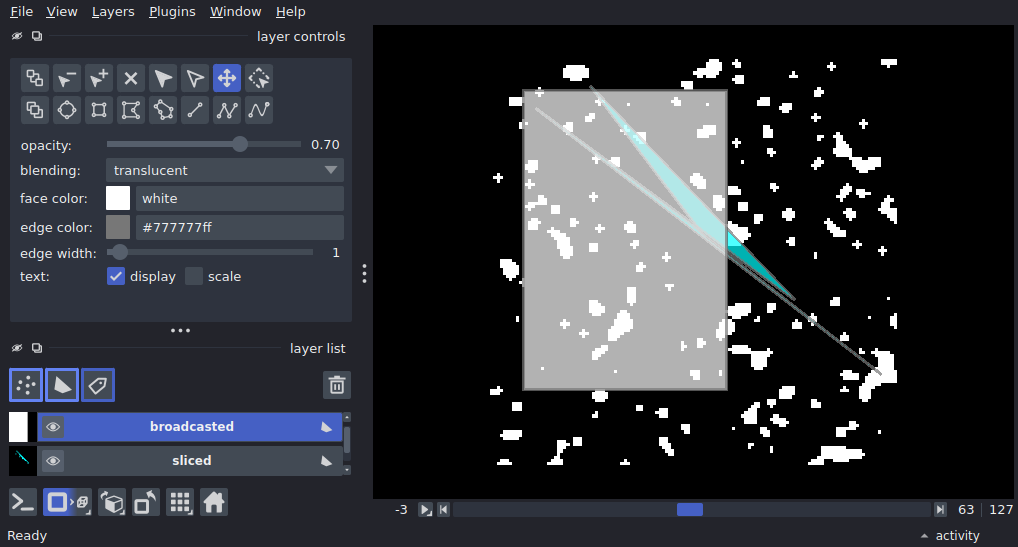 File View Layers Plugins Window Help
layer controls
opacity: 0.70
blending: translucent
face color: white
edge color: #777777ff
edge width: 1
text: display scale
layer list
broadcasted
sliced
-3 63 127
Ready activity